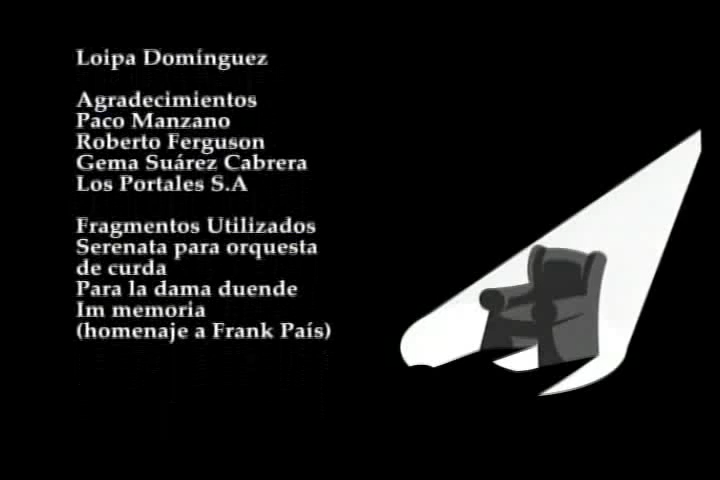 Loipa Domínguez
Agradecimientos
Paco Manzano
Roberto Ferguson
Gema Suárez Cabrera
Los Portales S.A
Fragmentos Utilizados
Serenata para orquesta
de curda
Para la dama duende
Im memoria
(homenaje a Frank País)